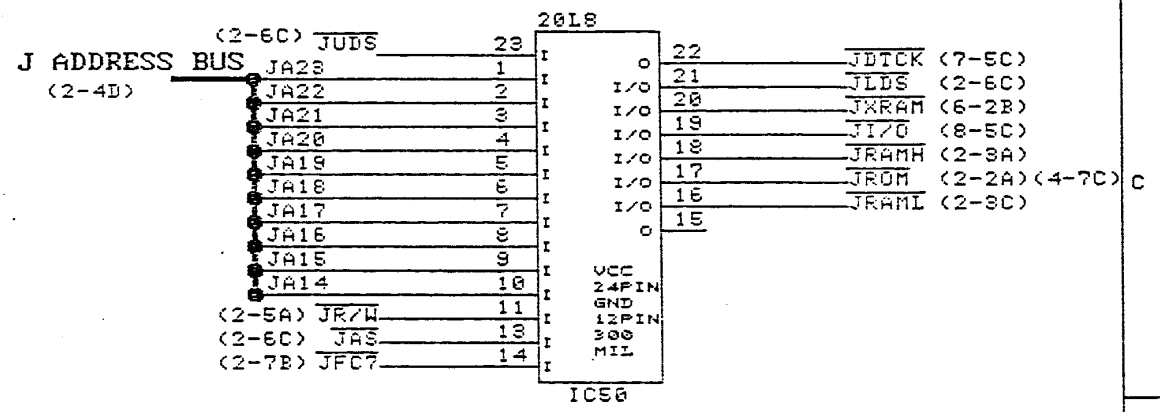 20L8
(2-6C) JUDS 23 I
J ADDRESS BUS
(2-4D)
JA23 1 I
JA22 2 I
JA21 3 I
JA20 4 I
JA19 5 I
JA18 6 I
JA17 7 I
JA16 8 I
JA15 9 I
JA14 10 I
(2-5A) JR/W 11 I
(2-6C) JAS 13 I
(2-7B) JFC7 14 I
O 22 JDTCK (7-5C)
I/O 21 JLDS (2-6C)
I/O 20 JXRAM (6-2B)
I/O 19 JI/O (8-5C)
I/O 18 JRAMH (2-3A)
I/O 17 JROM (2-2A)(4-7C)
I/O 16 JRAML (2-3C)
O 15
C
VCC
24PIN
GND
12PIN
300
MIL
IC50